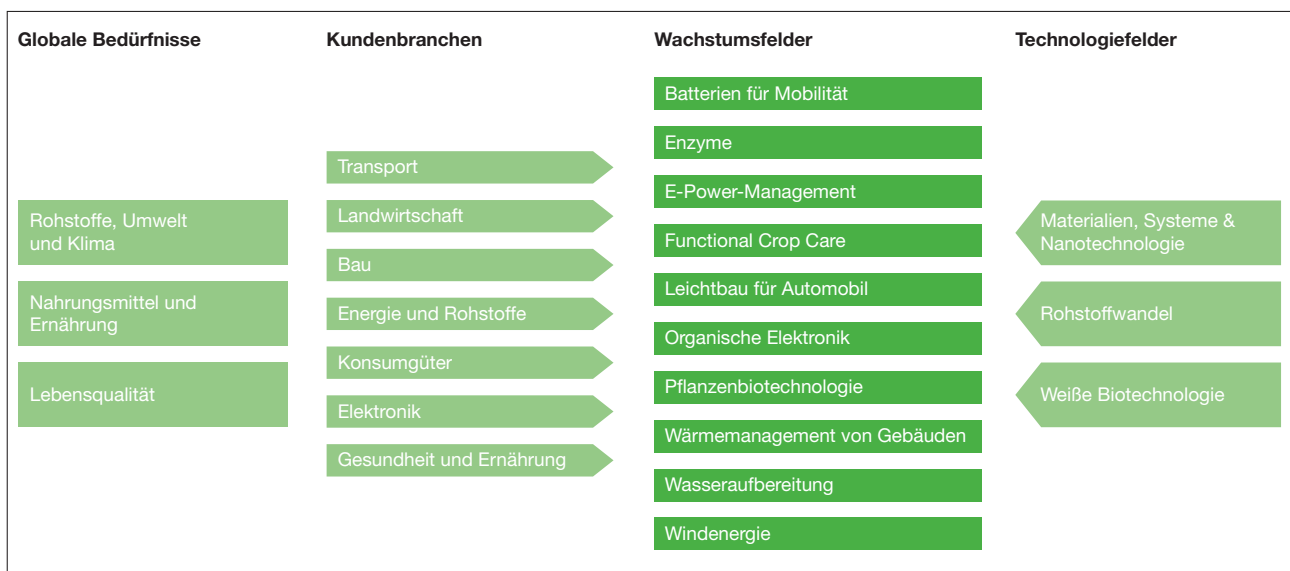 Globale Bedürfnisse
Rohstoffe, Umwelt
und Klima
Nahrungsmittel und
Ernährung
Lebensqualität
Kundenbranchen
Transport
Landwirtschaft
Bau
Energie und Rohstoffe
Konsumgüter
Elektronik
Gesundheit und Ernährung
Wachstumsfelder
Batterien für Mobilität
Enzyme
E-Power-Management
Functional Crop Care
Leichtbau für Automobil
Organische Elektronik
Pflanzenbiotechnologie
Wärmemanagement von Gebäuden
Wasseraufbereitung
Windenergie
Technologiefelder
Materialien, Systeme &
Nanotechnologie
Rohstoffwandel
Weiße Biotechnologie